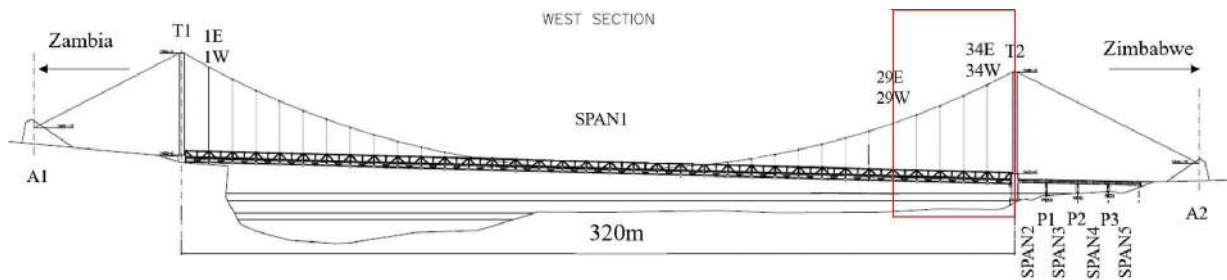 WEST SECTION
Zambia
T1
1E
1W
34E
34W
T2
Zimbabwe
29E
29W
SPAN1
A1
A2
P1
P2
P3
320m
SPAN2
SPAN3
SPAN4
SPAN5